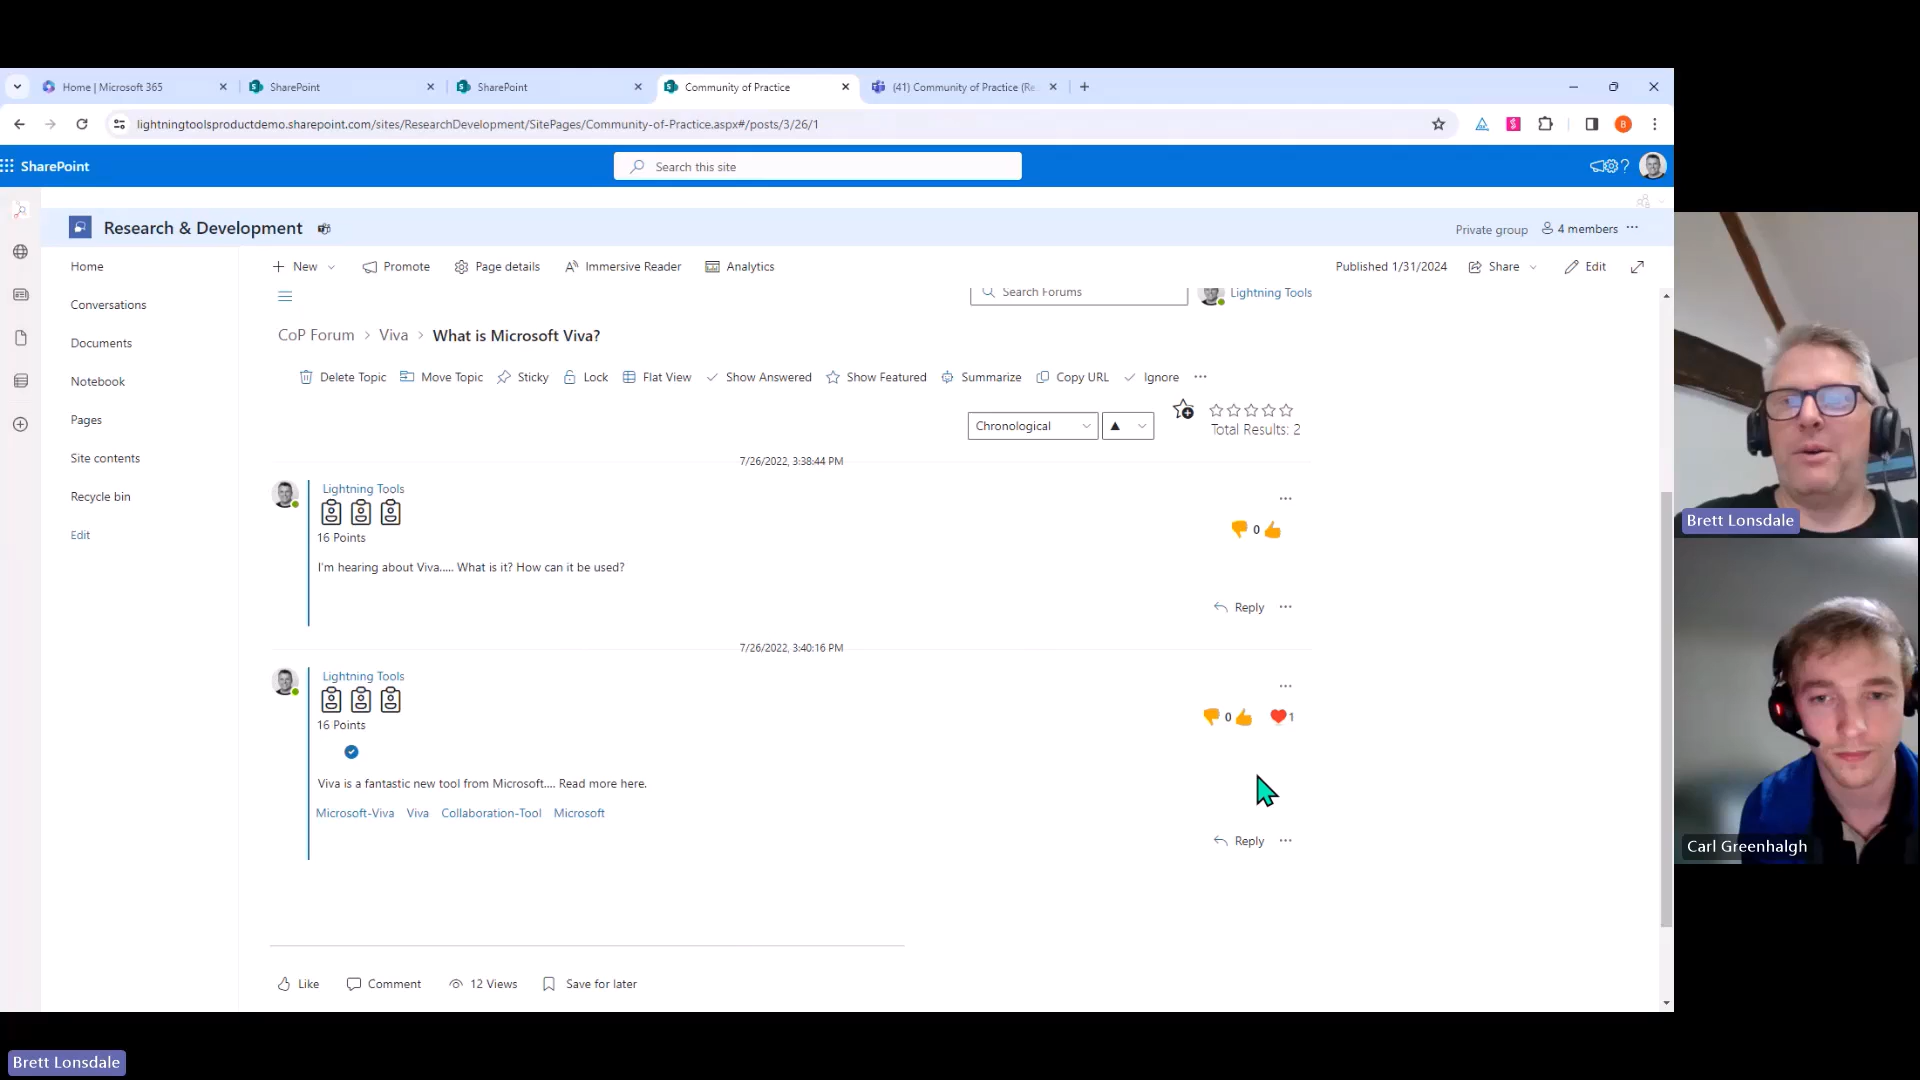 Home | Microsoft 365
SharePoint
SharePoint
Community of Practice
(41) Community of Practice (Re
lightningtoolsproductdemo.sharepoint.com/sites/ResearchDevelopment/SitePages/Community-of-Practice.aspx#/posts/3/26/1
8
SharePoint
Search this site
?
Research & Development
Private group
4 members
Home
Conversations
Documents
Notebook
Pages
Site contents
Recycle bin
Edit
New
Promote
Page details
Immersive Reader
Analytics
Published 1/31/2024
Share
Edit
Search Forums
Lightning Tools
CoP Forum > Viva > What is Microsoft Viva?
Delete Topic
Move Topic
Sticky
Lock
Flat View
Show Answered
Show Featured
Summarize
Copy URL
Ignore
Chronological
Total Results: 2
7/26/2022, 3:38:44 PM
Lightning Tools
16 Points
0
I'm hearing about Viva..... What is it? How can it be used?
Reply
7/26/2022, 3:40:16 PM
Lightning Tools
16 Points
0
1
Viva is a fantastic new tool from Microsoft.... Read more here.
Microsoft-Viva Viva Collaboration-Tool Microsoft
Reply
Like
Comment
12 Views
Save for later
Brett Lonsdale
Carl Greenhalgh
Brett Lonsdale